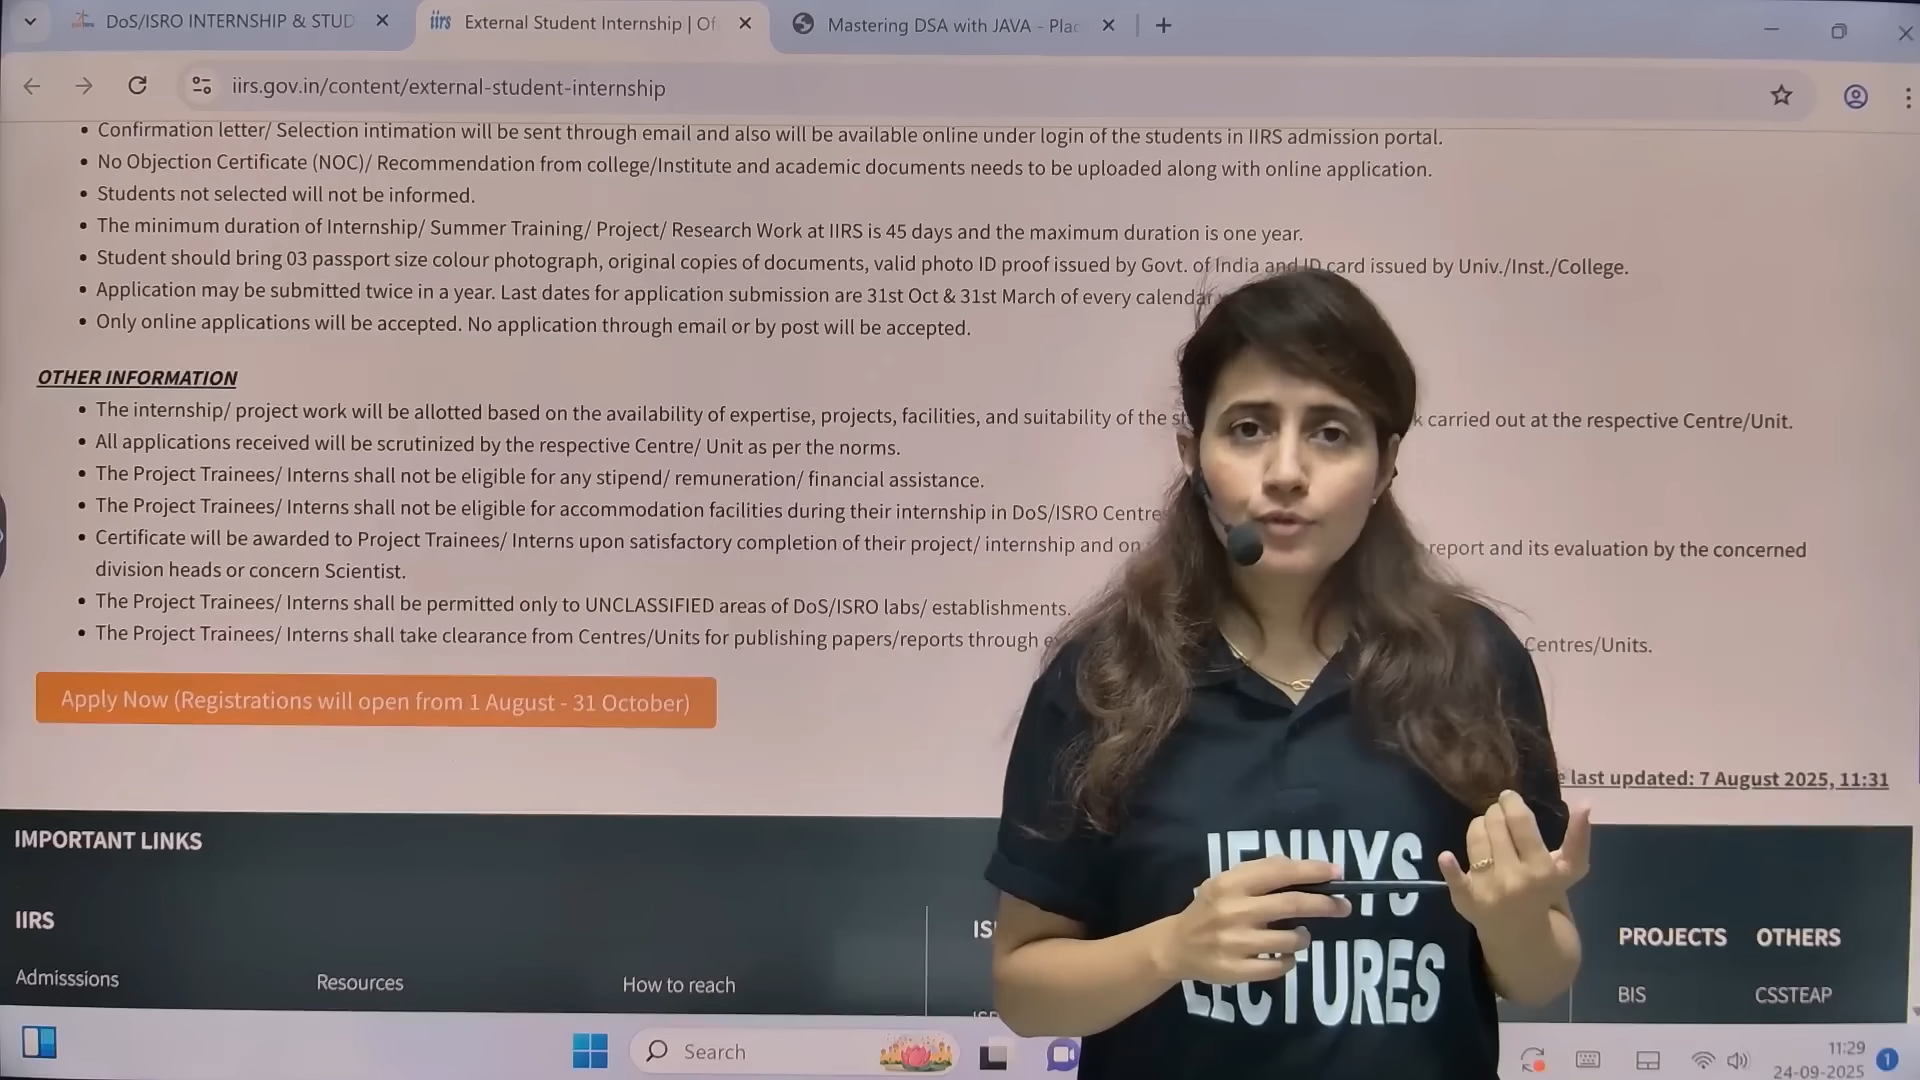 DoS/ISRO INTERNSHIP & STUD
iirs External Student Internship | Of
Mastering DSA with JAVA - Plac
iirs.gov.in/content/external-student-internship
• Confirmation letter/ Selection intimation will be sent through email and also will be available online under login of the students in IIRS admission portal.
• No Objection Certificate (NOC)/ Recommendation from college/Institute and academic documents needs to be uploaded along with online application.
• Students not selected will not be informed.
• The minimum duration of Internship/ Summer Training/ Project/ Research Work at IIRS is 45 days and the maximum duration is one year.
• Student should bring 03 passport size colour photograph, original copies of documents, valid photo ID proof issued by Govt. of India and ID card issued by Univ./Inst./College.
• Application may be submitted twice in a year. Last dates for application submission are 31st Oct & 31st March of every calendar
• Only online applications will be accepted. No application through email or by post will be accepted.
OTHER INFORMATION
• The internship/ project work will be allotted based on the availability of expertise, projects, facilities, and suitability of the carried out at the respective Centre/Unit.
• All applications received will be scrutinized by the respective Centre/ Unit as per the norms.
• The Project Trainees/ Interns shall not be eligible for any stipend/ remuneration/ financial assistance.
• The Project Trainees/ Interns shall not be eligible for accommodation facilities during their internship in DoS/ISRO Centre
• Certificate will be awarded to Project Trainees/ Interns upon satisfactory completion of their project/ internship and on report and its evaluation by the concerned
division heads or concern Scientist.
• The Project Trainees/ Interns shall be permitted only to UNCLASSIFIED areas of DoS/ISRO labs/ establishments.
• The Project Trainees/ Interns shall take clearance from Centres/Units for publishing papers/reports through Centres/Units.
Apply Now (Registrations will open from 1 August - 31 October)
last updated: 7 August 2025, 11:31
JENNYS
LECTURES
IMPORTANT LINKS
IIRS
PROJECTS OTHERS
Admisssions Resources How to reach
BIS CSSTEAP
Search
11:29
24-09-2025
1